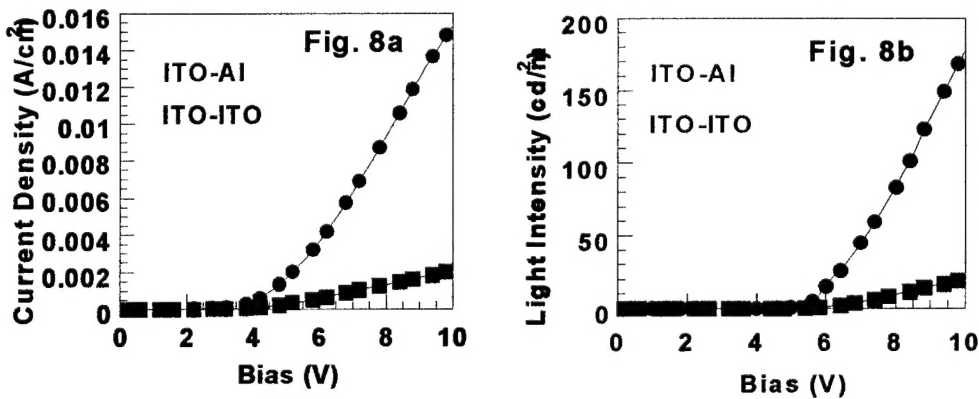 Fig. 8a
ITO-Al
ITO-ITO
Current Density (A/cm²)
0.016
0.014
0.012
0.01
0.008
0.006
0.004
0.002
0
0 2 4 6 8 10
Bias (V)
Fig. 8b
ITO-Al
ITO-ITO
Light Intensity (cd/m²)
200
150
100
50
0
0 2 4 6 8 10
Bias (V)